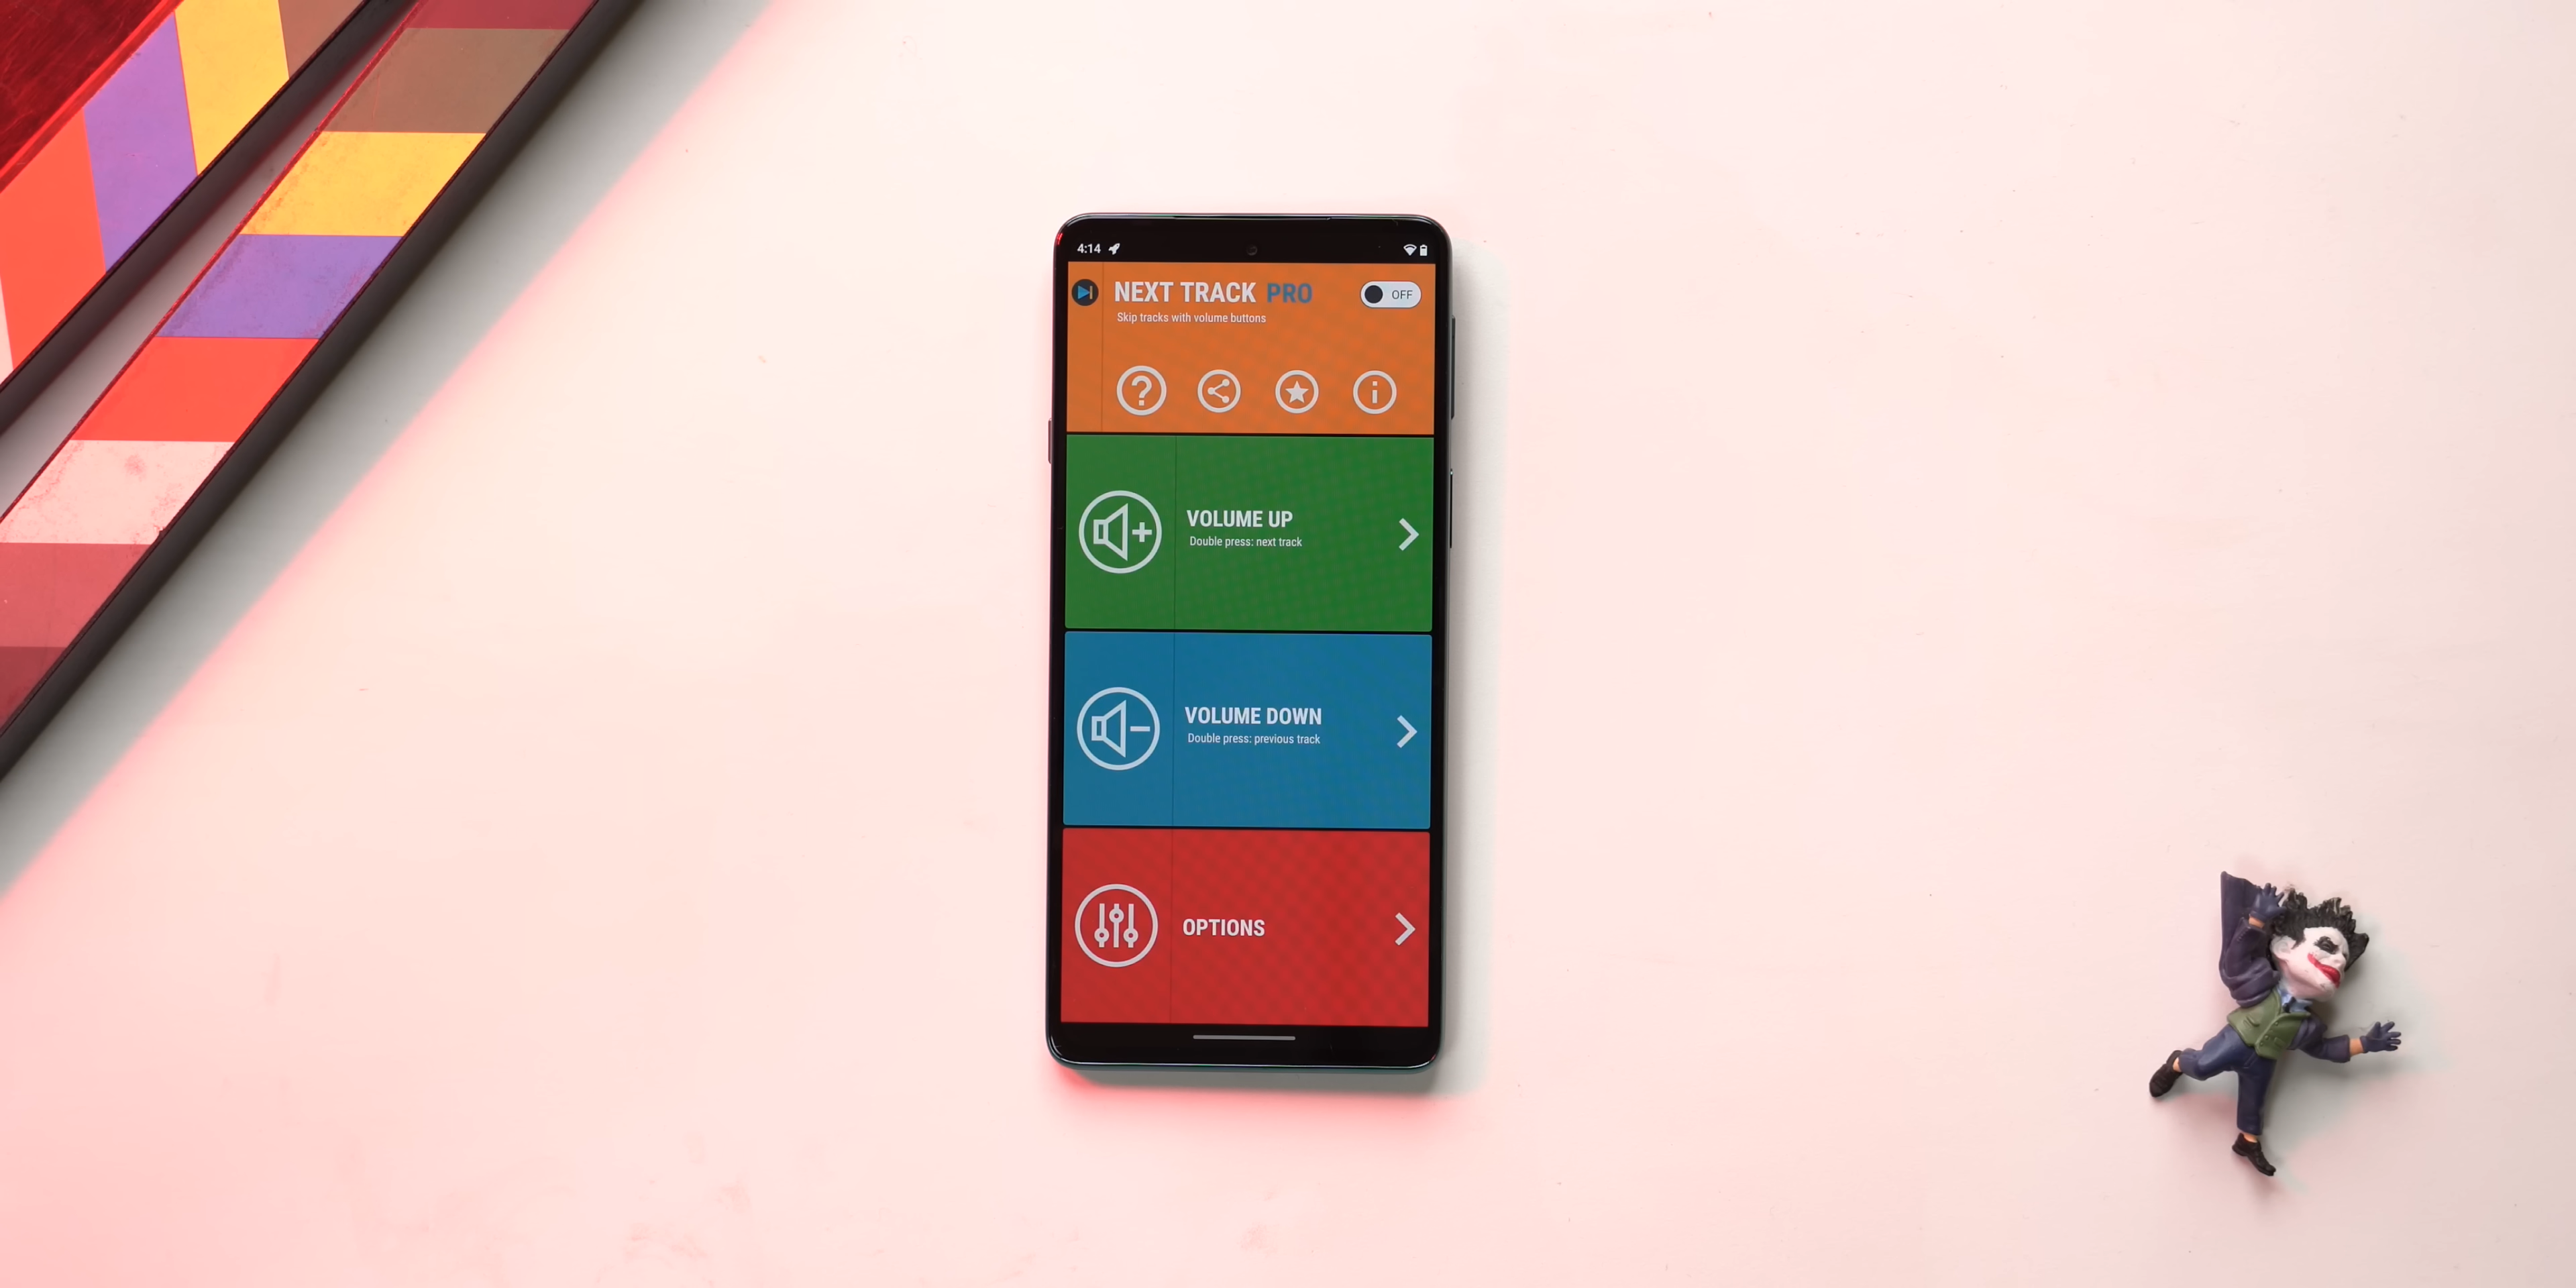 4:14
NEXT TRACK PRO
OFF
Skip tracks with volume buttons
VOLUME UP
Double press: next track
VOLUME DOWN
Double press: previous track
OPTIONS